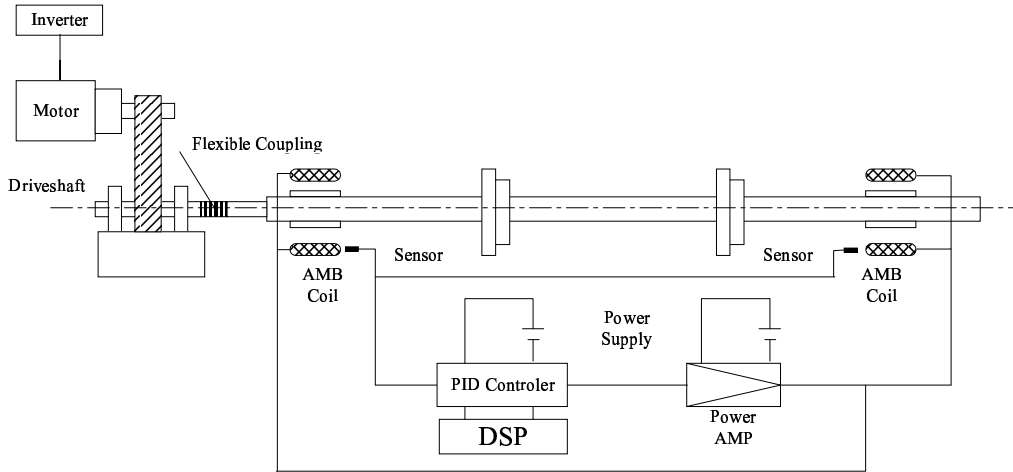 Inverter
Motor
Flexible Coupling
Driveshaft
Sensor
Sensor
AMB
Coil
AMB
Coil
Power
Supply
PID Controler
Power
AMP
DSP